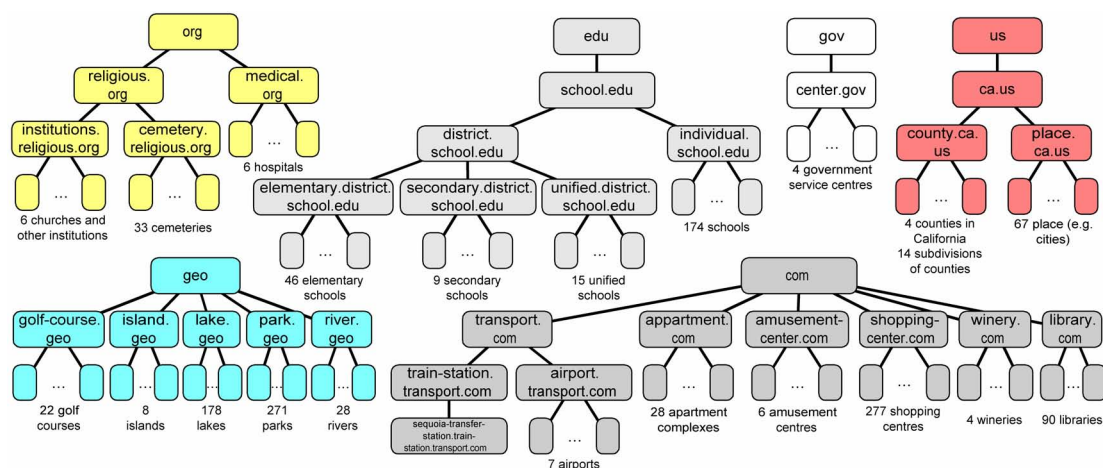 org
religious.
org
medical.
org
institutions.
religious.org
cemetery.
religious.org
...
6 hospitals
...
...
6 churches and
other institutions
33 cemeteries
edu
school.edu
district.
school.edu
individual.
school.edu
elementary.district.
school.edu
secondary.district.
school.edu
unified.district.
school.edu
...
174 schools
...
...
...
46 elementary
schools
9 secondary
schools
15 unified
schools
gov
center.gov
...
4 government
service centres
us
ca.us
county.ca.
us
place.
ca.us
...
...
4 counties in
California
14 subdivisions
of counties
67 place (e.g.
cities)
geo
golf-course.
geo
island.
geo
lake.
geo
park.
geo
river.
geo
...
...
...
...
...
22 golf
courses
8
islands
178
lakes
271
parks
28
rivers
com
transport.
com
appartment.
com
amusement-
center.com
shopping-
center.com
winery.
com
library.
com
train-station.
transport.com
airport.
transport.com
...
...
...
...
...
sequoia-transfer-
station.train-
station.transport.com
...
7 airports
28 apartment
complexes
6 amusement
centres
277 shopping
centres
4 wineries
90 libraries